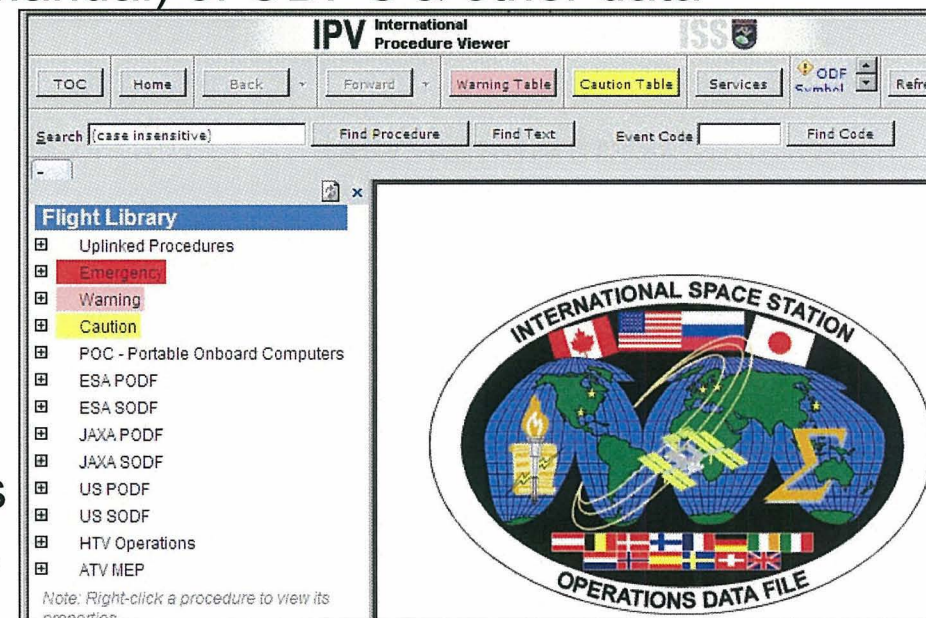 IPV International
Procedure Viewer
ISS
TOC Home Back Forward Warning Table Caution Table Services ODF
Symbol
Search (case insensitive) Find Procedure Find Text Event Code Find Code
-
Flight Library
Uplinked Procedures
Emergency
Warning
Caution
POC - Portable Onboard Computers
ESA PODF
ESA SODF
JAXA PODF
JAXA SODF
US PODF
US SODF
HTV Operations
ATV MEP
Note: Right-click a procedure to view its
INTERNATIONAL SPACE STATION
OPERATIONS DATA FILE